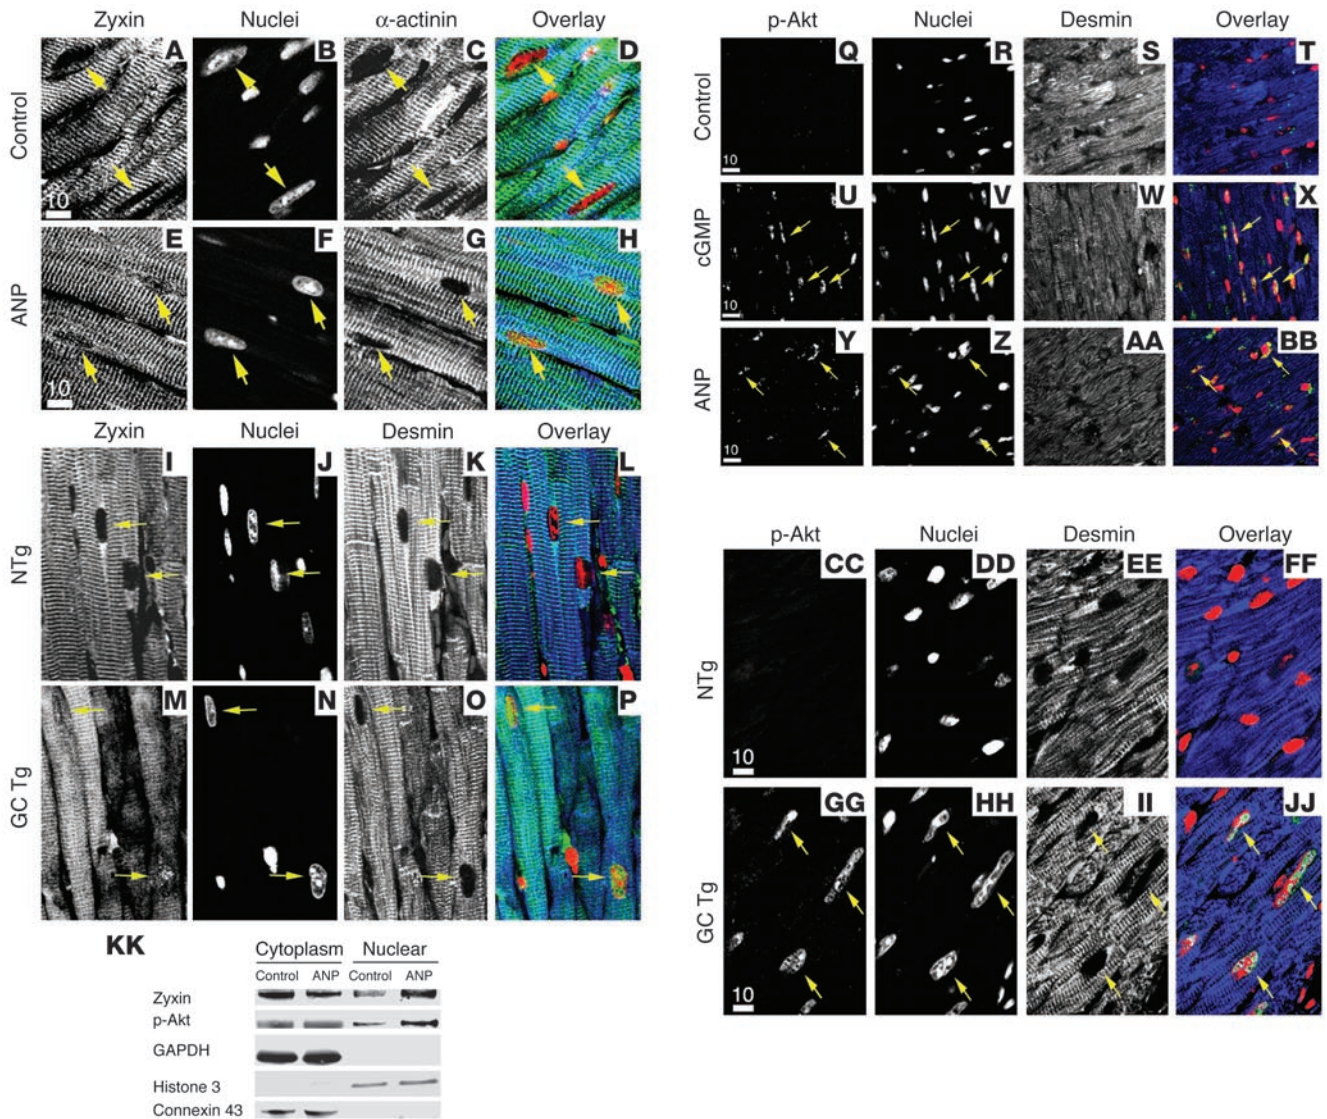 Zyxin Nuclei α-actinin Overlay
Control
A B C D
10
ANP
E F G H
10
Zyxin Nuclei Desmin Overlay
NTg
I J K L
GC Tg
M N O P
KK
Cytoplasm Nuclear
Control ANP Control ANP
Zyxin
p-Akt
GAPDH
Histone 3
Connexin 43
p-Akt Nuclei Desmin Overlay
Control
Q R S T
10
cGMP
U V W X
10
ANP
Y Z AA BB
10
p-Akt Nuclei Desmin Overlay
NTg
CC DD EE FF
10
GC Tg
GG HH II JJ
10